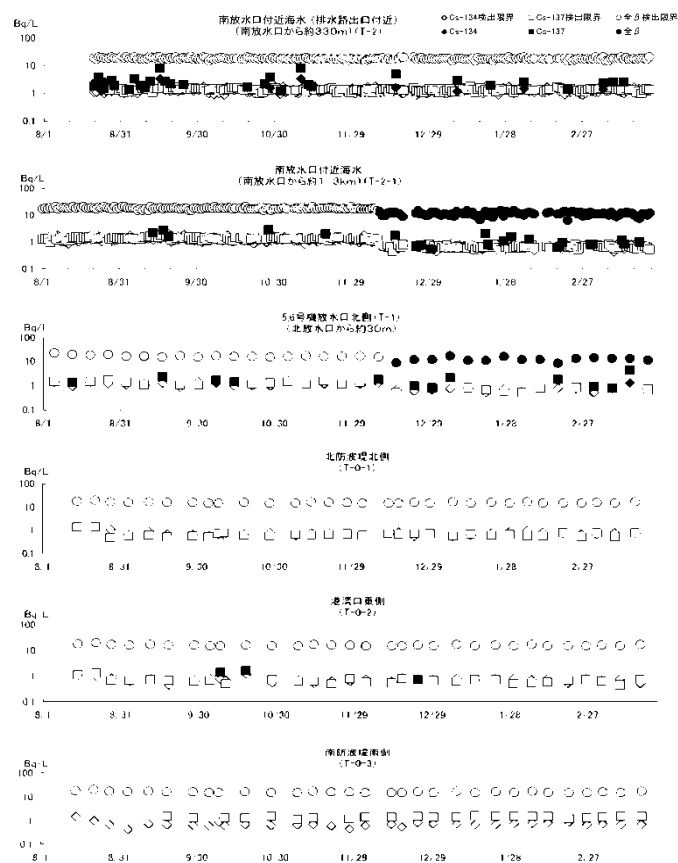 Bq/L
南放水口付近海水（排水路出口付近）
(南放水口から約330m)(T-2)
○Cs-134検出限界 □Cs-137検出限界 ○全β検出限界
◆Cs-134 ■Cs-137 ●全β
100
10
1
0.1
8/1 8/31 9/30 10/30 11/29 12/29 1/28 2/27
Bq/L
南放水口付近海水
(南放水口から約1.3km)(T-2-1)
100
10
1
0.1
8/1 8/31 9/30 10/30 11/29 12/29 1/28 2/27
Bq/L
5,6号機放水口北側(T-1)
(北放水口から約30m)
100
10
1
0.1
8/1 8/31 9/30 10/30 11/29 12/29 1/28 2/27
Bq/L
北防波堤北側
(T-0-1)
100
10
1
0.1
8/1 8/31 9/30 10/30 11/29 12/29 1/28 2/27
Bq/L
港湾口東側
(T-0-2)
100
10
1
0.1
8/1 8/31 9/30 10/30 11/29 12/29 1/28 2/27
Bq/L
南防波堤南側
(T-0-3)
100
10
1
0.1
8/1 8/31 9/30 10/30 11/29 12/29 1/28 2/27